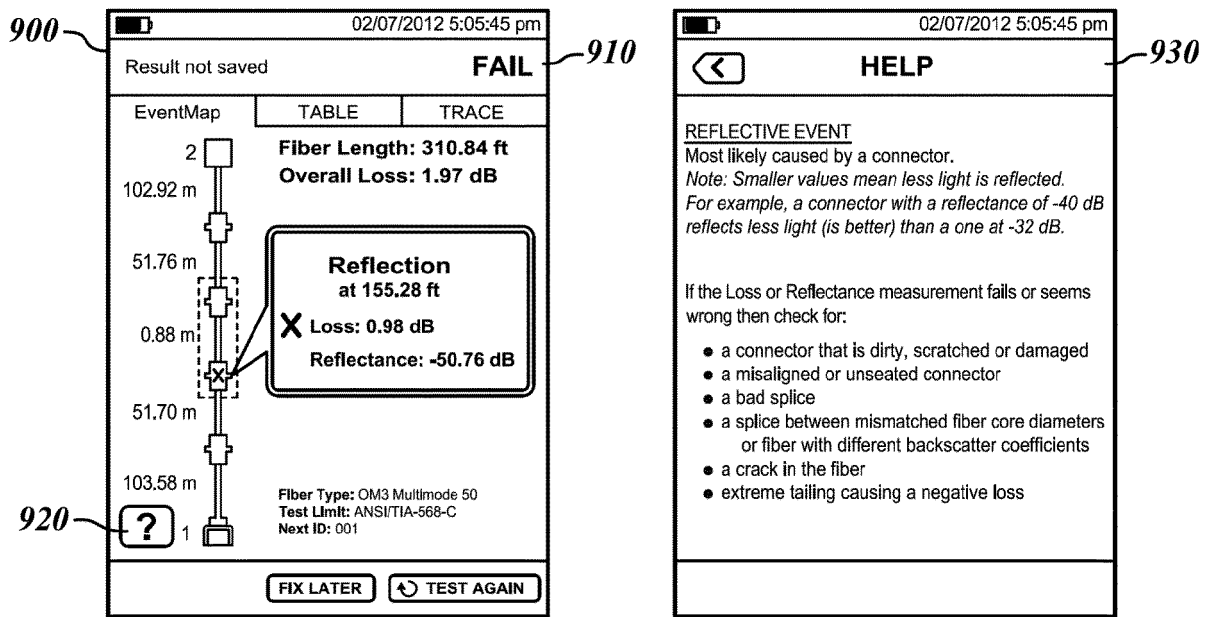 900
02/07/2012 5:05:45 pm
Result not saved
FAIL
910
EventMap
TABLE
TRACE
2
Fiber Length: 310.84 ft
Overall Loss: 1.97 dB
102.92 m
51.76 m
Reflection
at 155.28 ft
X Loss: 0.98 dB
Reflectance: -50.76 dB
0.88 m
X
51.70 m
103.58 m
Fiber Type: OM3 Multimode 50
Test Limit: ANSI/TIA-568-C
Next ID: 001
920
?
1
FIX LATER
TEST AGAIN
02/07/2012 5:05:45 pm
<
HELP
930
REFLECTIVE EVENT
Most likely caused by a connector.
Note: Smaller values mean less light is reflected.
For example, a connector with a reflectance of -40 dB
reflects less light (is better) than a one at -32 dB.
If the Loss or Reflectance measurement fails or seems
wrong then check for:
● a connector that is dirty, scratched or damaged
● a misaligned or unseated connector
● a bad splice
● a splice between mismatched fiber core diameters
or fiber with different backscatter coefficients
● a crack in the fiber
● extreme tailing causing a negative loss